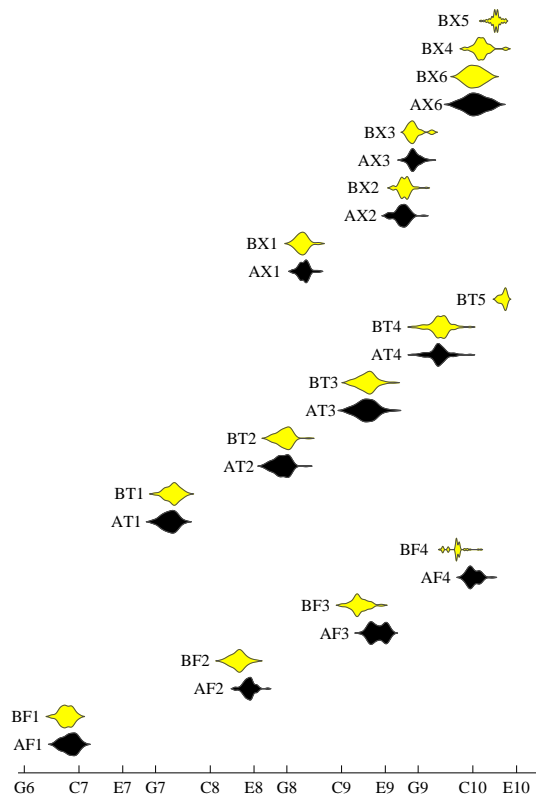 BX5
BX4
BX6
AX6
BX3
AX3
BX2
AX2
BX1
AX1
BT5
BT4
AT4
BT3
AT3
BT2
AT2
BT1
AT1
BF4
AF4
BF3
AF3
BF2
AF2
BF1
AF1
G6 C7 E7 G7 C8 E8 G8 C9 E9 G9 C10 E10